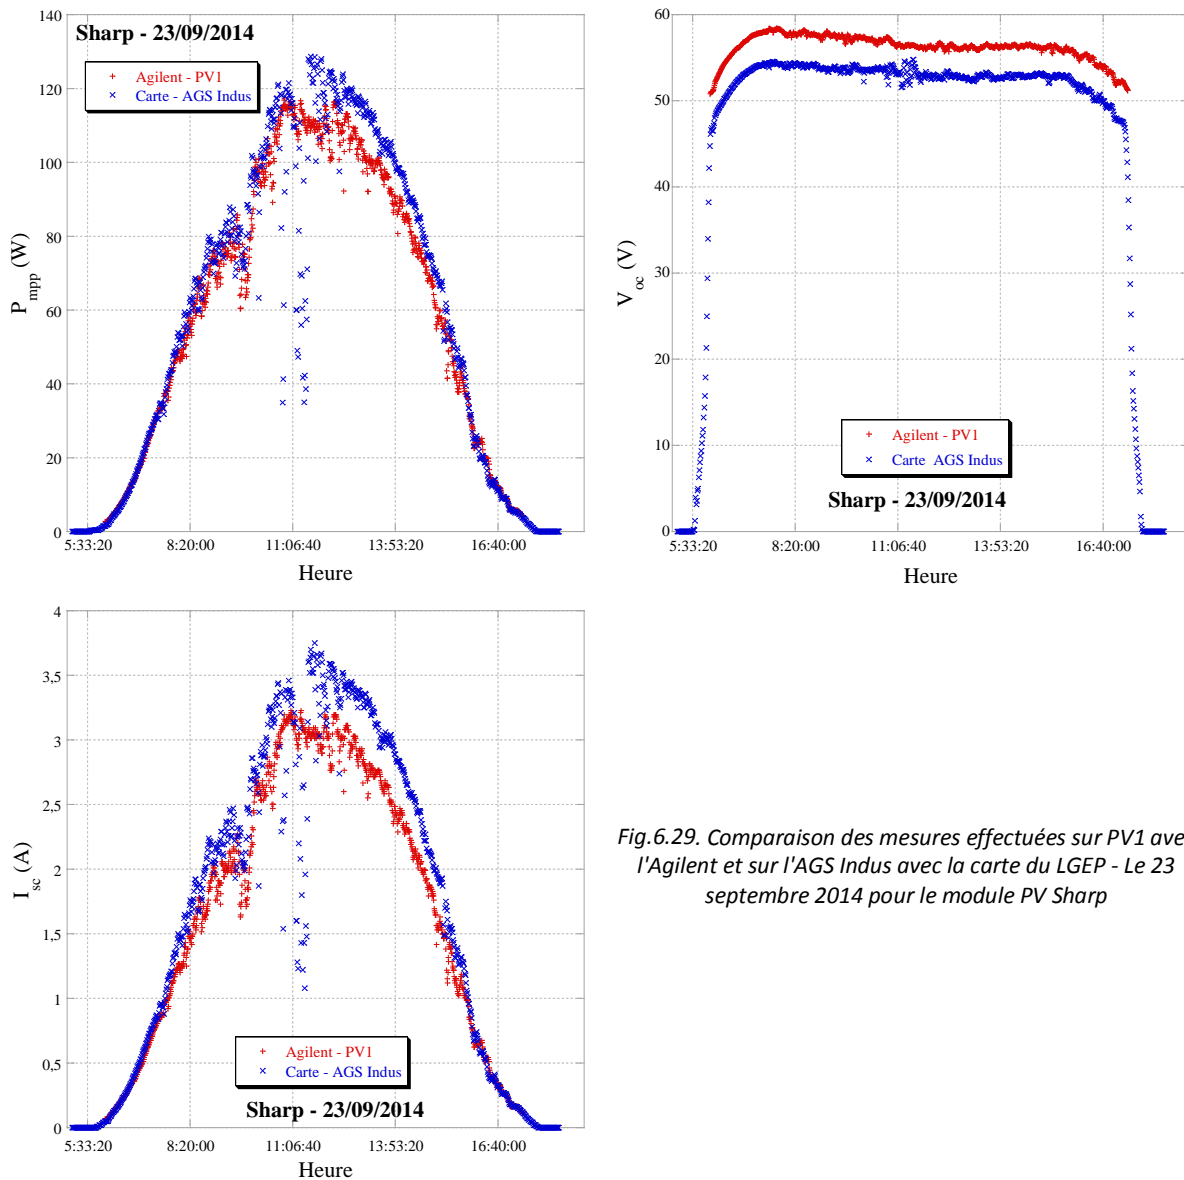 Sharp - 23/09/2014
Agilent - PV1
Carte - AGS Indus
P mpp (W)
140
120
100
80
60
40
20
0
5:33:20 8:20:00 11:06:40 13:53:20 16:40:00
Heure
V oc (V)
60
50
40
30
20
10
0
Agilent - PV1
Carte AGS Indus
Sharp - 23/09/2014
5:33:20 8:20:00 11:06:40 13:53:20 16:40:00
Heure
I sc (A)
4
3,5
3
2,5
2
1,5
1
0,5
0
Agilent - PV1
Carte - AGS Indus
Sharp - 23/09/2014
5:33:20 8:20:00 11:06:40 13:53:20 16:40:00
Heure
Fig.6.29. Comparaison des mesures effectuées sur PV1 ave
l'Agilent et sur l'AGS Indus avec la carte du LGEP - Le 23
septembre 2014 pour le module PV Sharp